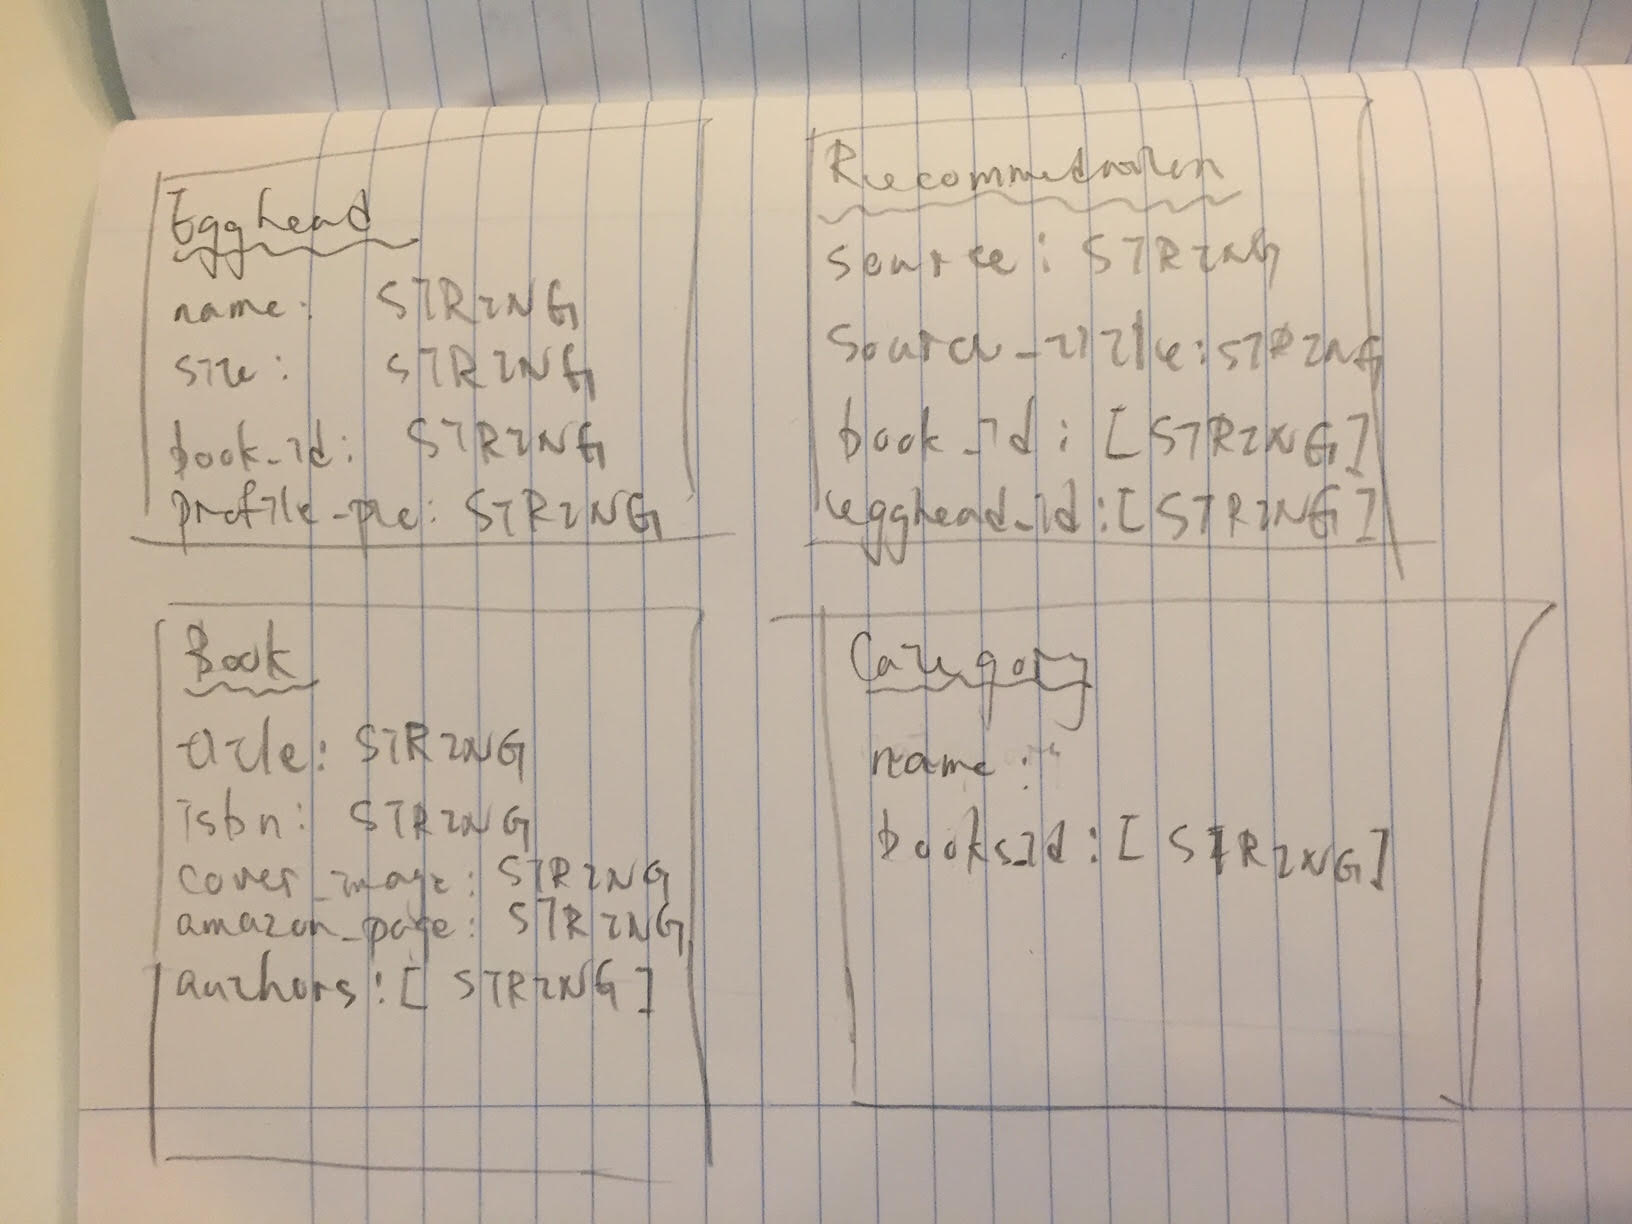 Egghead
name: STRING
site: STRING
book_id: STRING
profile_pic: STRING
Recommedation
source: STRING
source_title: STRING
book_id: [STRING]
egghead_id: [STRING]
Book
title: STRING
isbn: STRING
cover_image: STRING
amazon_page: STRING
authors: [STRING]
Category
name:
books_id: [STRING]